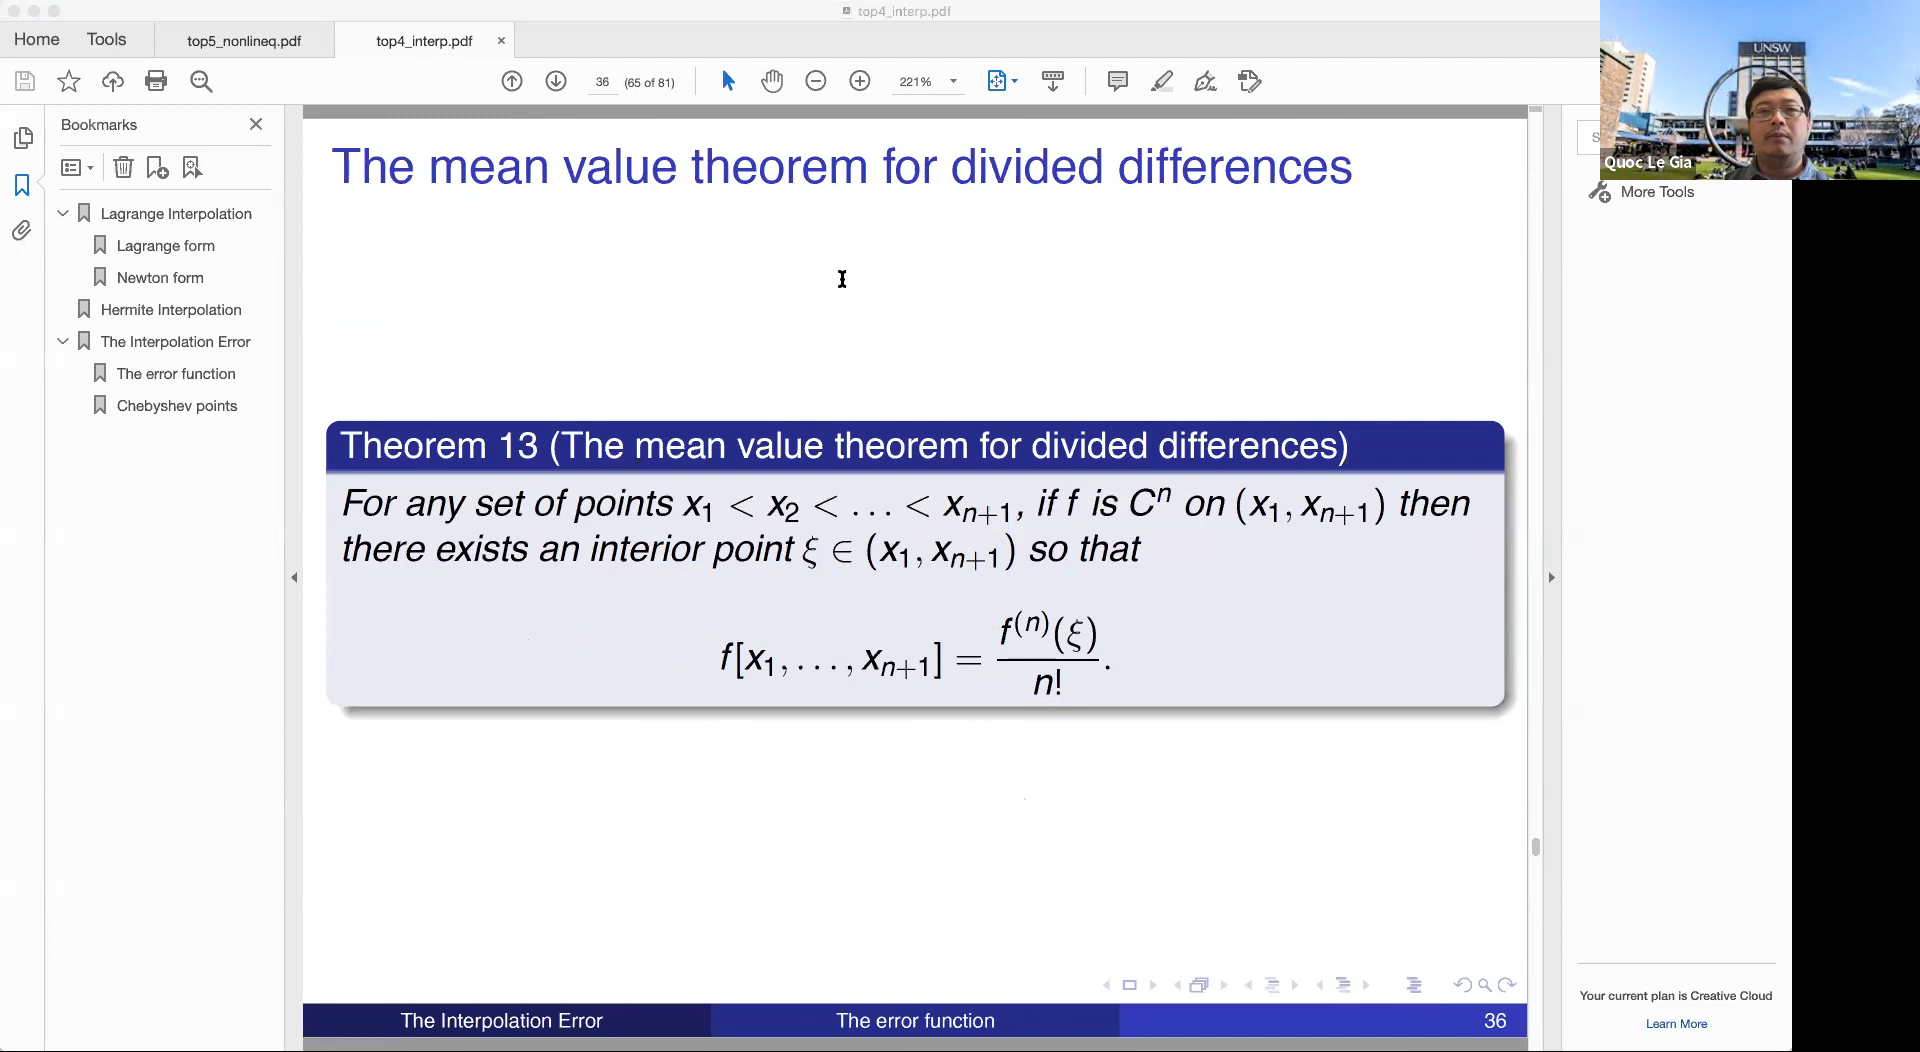 top4_interp.pdf
Home Tools top5_nonlineq.pdf top4_interp.pdf ×
36 (65 of 81) 221%
UNSW
Quoc Le Gia
Bookmarks
More Tools
Lagrange Interpolation
Lagrange form
Newton form
Hermite Interpolation
The Interpolation Error
The error function
Chebyshev points
The mean value theorem for divided differences
Theorem 13 (The mean value theorem for divided differences)
For any set of points x₁ < x₂ < … < xₙ₊₁, if f is Cⁿ on (x₁, xₙ₊₁) then
there exists an interior point ξ ∈ (x₁, xₙ₊₁) so that
f[x₁, …, xₙ₊₁] = f⁽ⁿ⁾(ξ) / n! .
The Interpolation Error The error function 36
Your current plan is Creative Cloud
Learn More